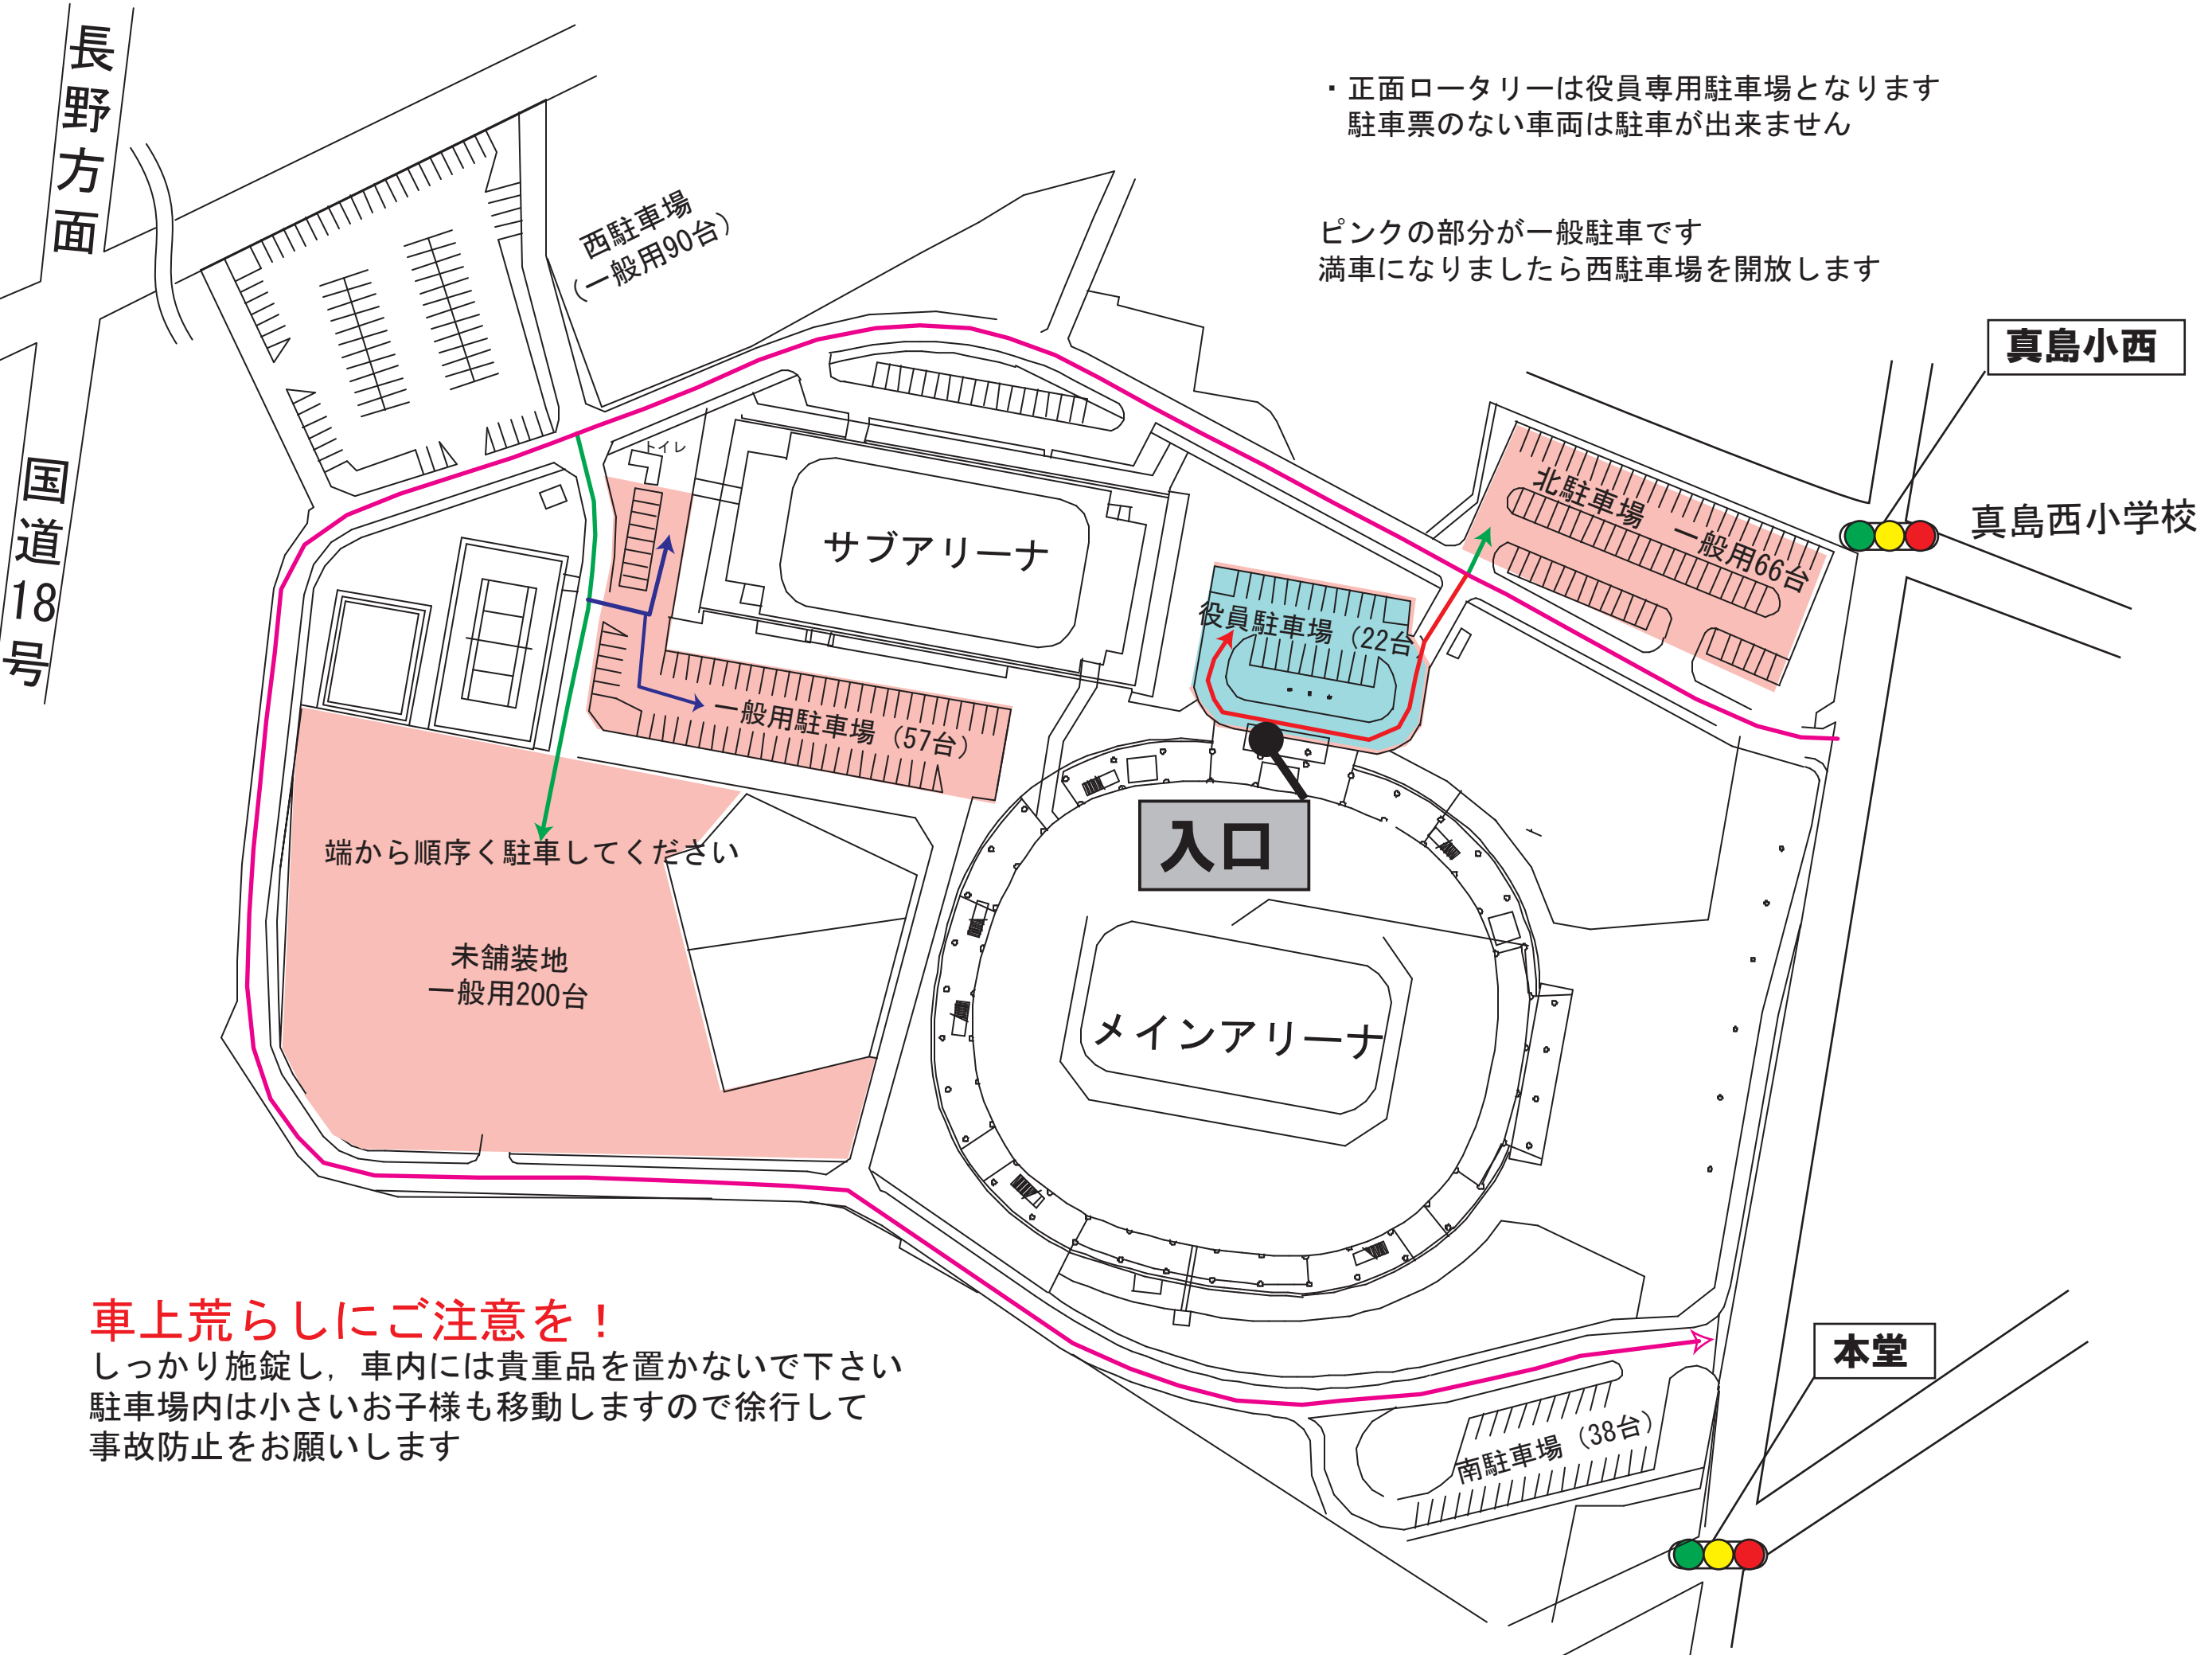 長野方面
国道18号
・正面ロータリーは役員専用駐車場となります
駐車票のない車両は駐車が出来ません
ピンクの部分が一般駐車です
満車になりましたら西駐車場を開放します
西駐車場
（一般用90台）
真島小西
真島西小学校
トイレ
北駐車場　一般用66台
サブアリーナ
役員駐車場（22台）
一般用駐車場（57台）
入口
端から順序く駐車してください
未舗装地
一般用200台
メインアリーナ
車上荒らしにご注意を！
しっかり施錠し，車内には貴重品を置かないで下さい
駐車場内は小さいお子様も移動しますので徐行して
事故防止をお願いします
本堂
南駐車場（38台）